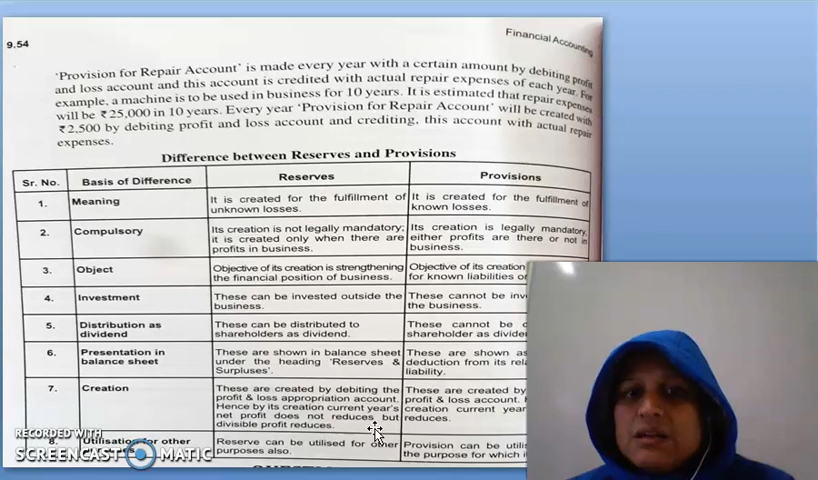 Financial Accounting
9.54
'Provision for Repair Account' is made every year with a certain amount by debiting profit
and loss account and this account is credited with actual repair expenses of each year. For
example, a machine is to be used in business for 10 years. It is estimated that repair expenses
will be ₹25,000 in 10 years. Every year 'Provision for Repair Account' will be created with
₹2,500 by debiting profit and loss account and crediting, this account with actual repair
expenses.
Difference between Reserves and Provisions
Sr. No. Basis of Difference Reserves Provisions
1. Meaning It is created for the fulfillment of It is created for the fulfillment of
unknown losses. known losses.
2. Compulsory Its creation is not legally mandatory; Its creation is legally mandatory,
it is created only when there are either profits are there or not in
profits in business. business.
3. Object Objective of its creation is strengthening Objective of its creation
the financial position of business. for known liabilities
4. Investment These can be invested outside the These cannot be
business. the business.
5. Distribution as These can be distributed to These cannot be
dividend shareholders as dividend. shareholder as
6. Presentation in These are shown in balance sheet These are shown as
balance sheet under the heading 'Reserves & deduction from its
Surpluses'. liability.
7. Creation These are created by debiting the These are created by
profit & loss appropriation account. profit & loss account.
Hence by its creation current year's creation current year
net profit does not reduces but reduces.
divisible profit reduces.
8. Utilisation for other Reserve can be utilised for other Provision can be
purposes also. the purpose for which
RECORDED WITH
SCREENCAST MATIC